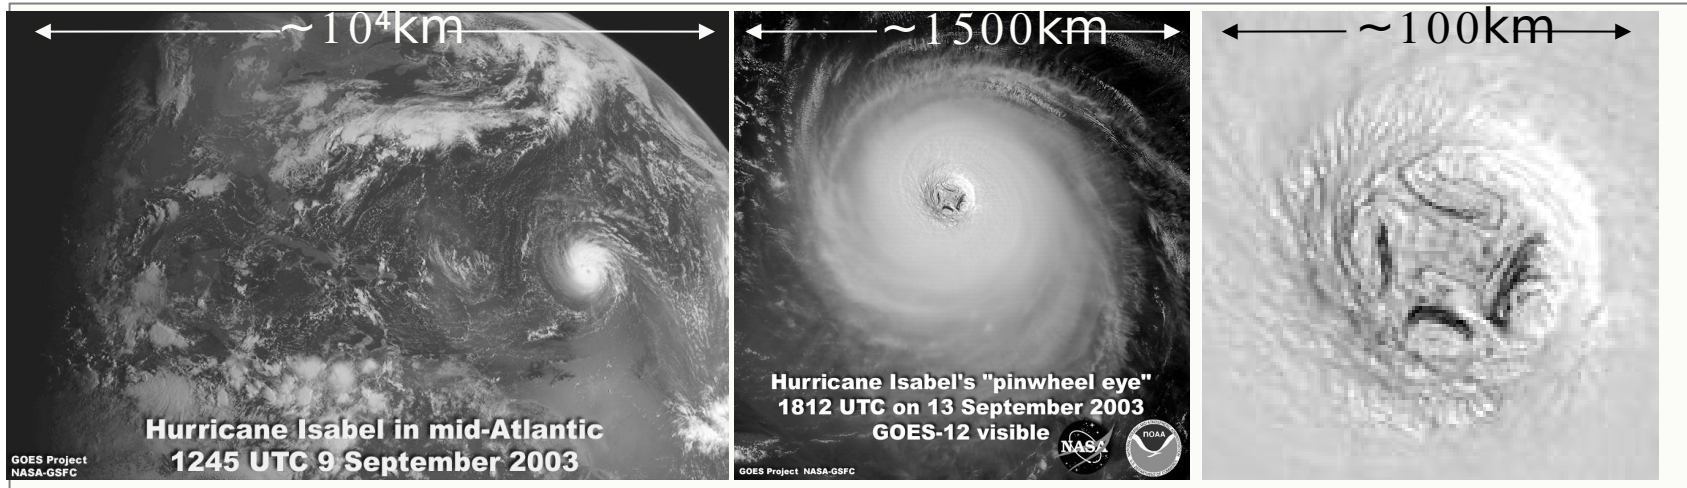 ~10⁴km
Hurricane Isabel in mid-Atlantic
1245 UTC 9 September 2003
GOES Project
NASA-GSFC
~1500km
Hurricane Isabel's "pinwheel eye"
1812 UTC on 13 September 2003
GOES-12 visible
NASA
NOAA
GOES Project NASA-GSFC
~100km